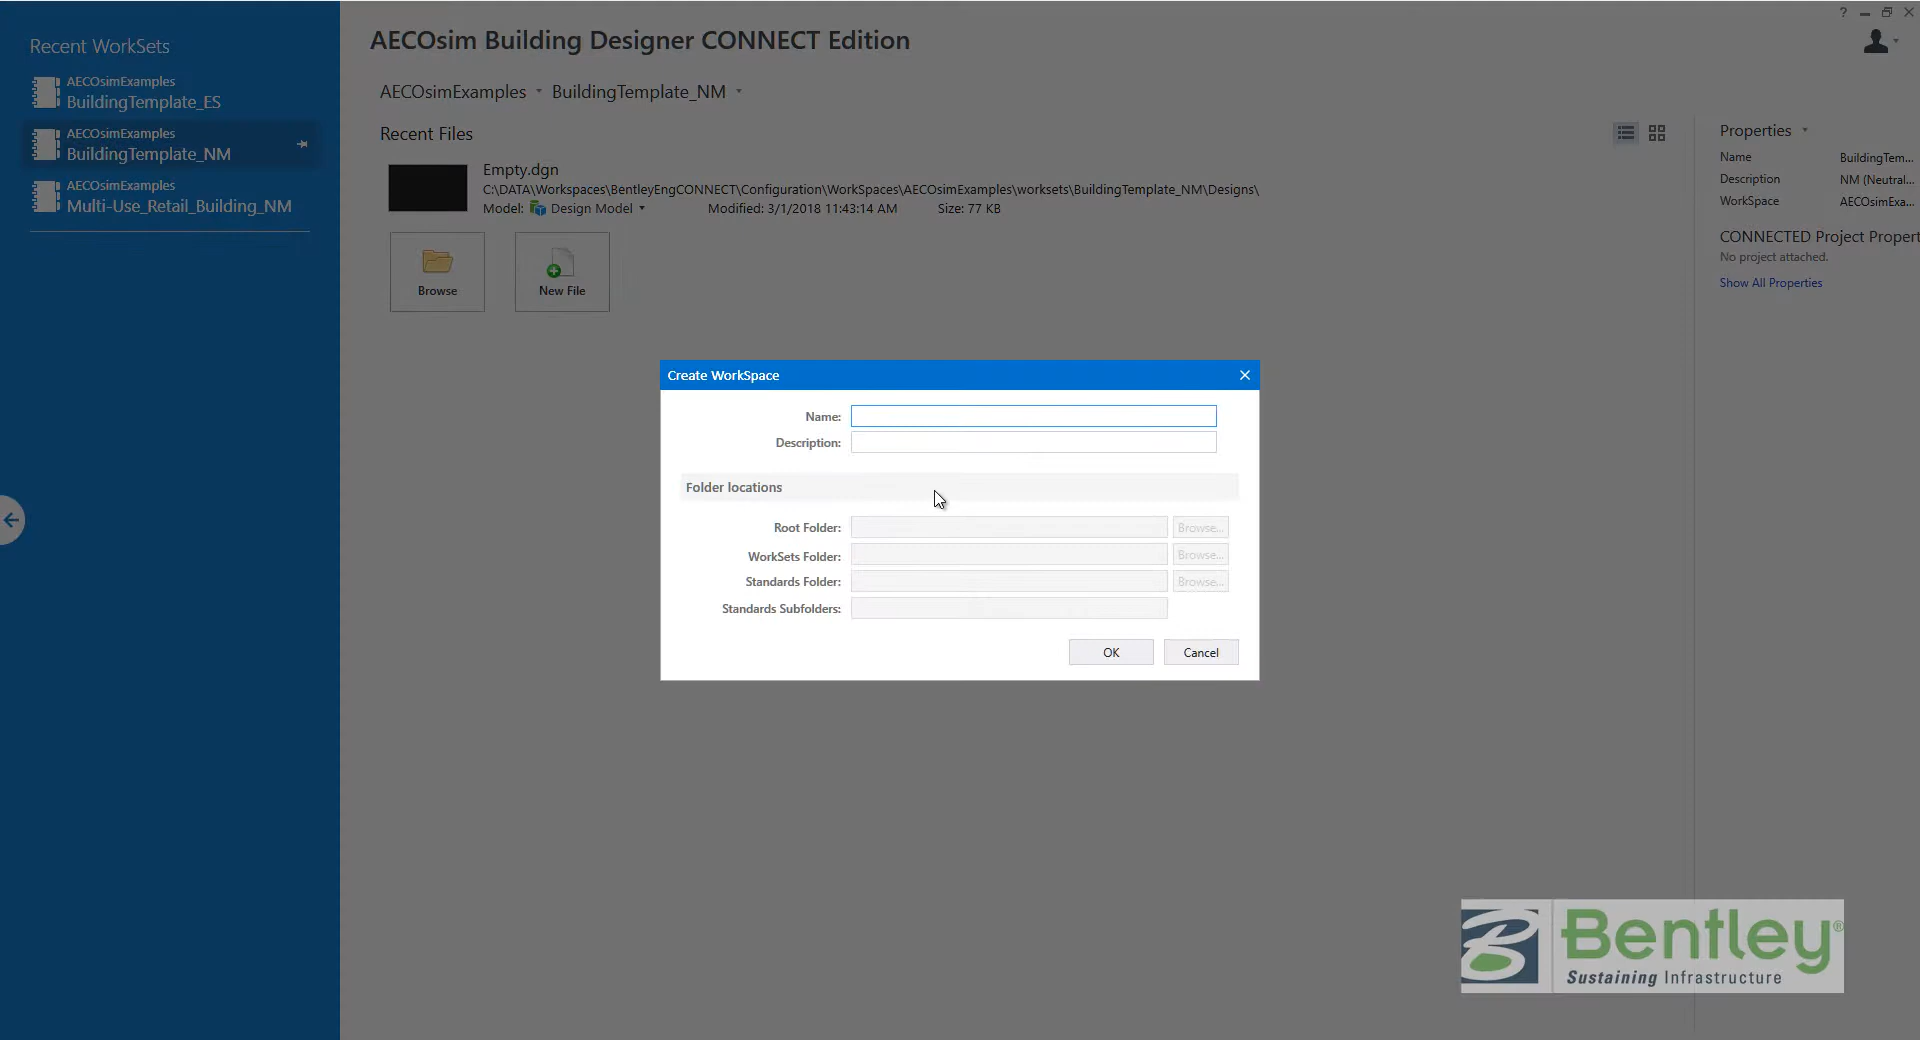 Recent WorkSets
AECOsimExamples
BuildingTemplate_ES
AECOsimExamples
BuildingTemplate_NM
AECOsimExamples
Multi-Use_Retail_Building_NM
?
AECOsim Building Designer CONNECT Edition
AECOsimExamples BuildingTemplate_NM
Recent Files
Empty.dgn
C:\DATA\Workspaces\BentleyEngCONNECT\Configuration\WorkSpaces\AECOsimExamples\worksets\BuildingTemplate_NM\Designs\
Model: Design Model Modified: 3/1/2018 11:43:14 AM Size: 77 KB
Browse
New File
Properties
Name BuildingTem...
Description NM (Neutral...
WorkSpace AECOsimExa...
CONNECTED Project Propert
No project attached.
Show All Properties
Create WorkSpace
Name:
Description:
Folder locations
Root Folder: Browse...
WorkSets Folder: Browse...
Standards Folder: Browse...
Standards Subfolders:
OK Cancel
Bentley®
Sustaining Infrastructure